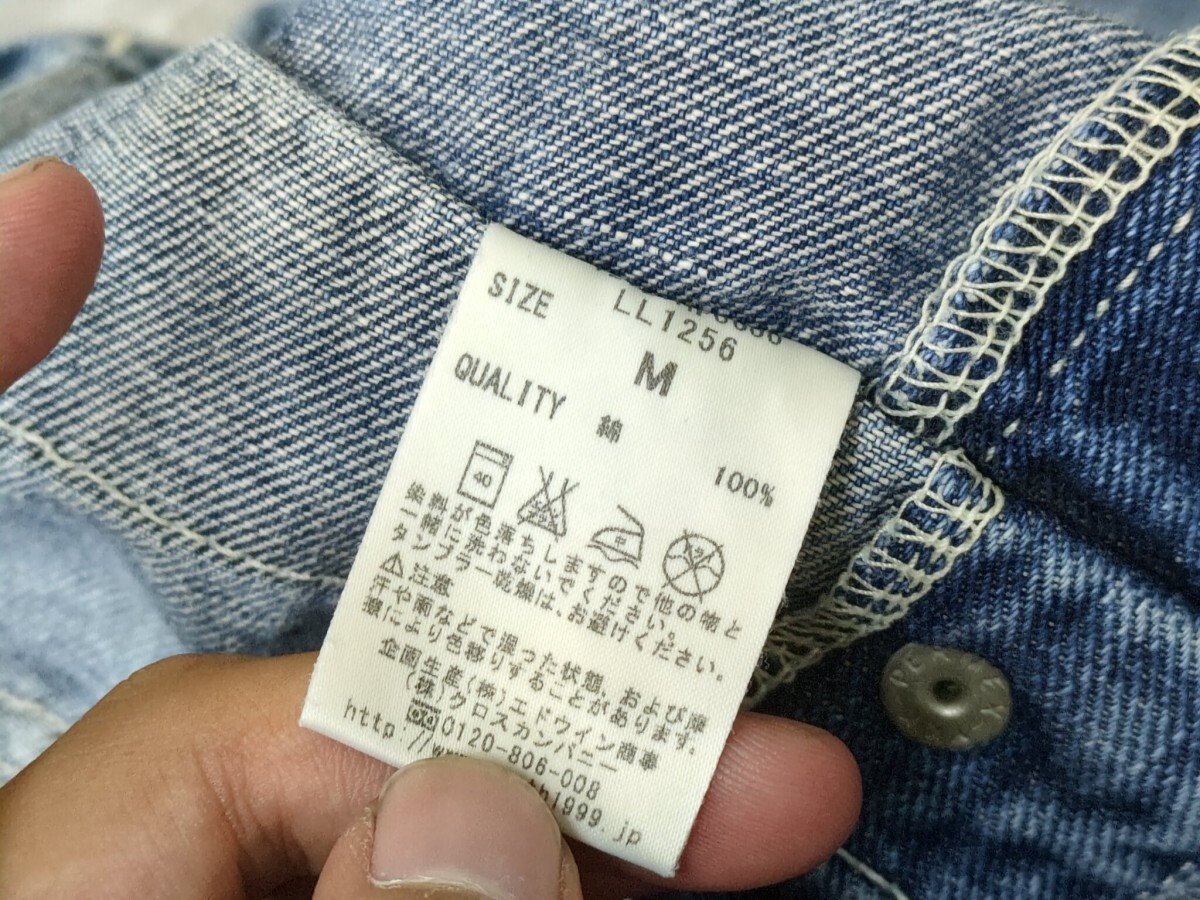 LL1256
SIZE M
QUALITY 綿
100%
40
染料が色落ちしますので他の物と
一緒に洗わないでください。
タンブラー乾燥は、お避けください。
⚠注意
汗や雨などで湿った状態、および摩
擦により色移りすることがあります。
企画生産(株)エドウイン商事
(株)クロスカンパニー
0120-806-008
http://
1999.jp